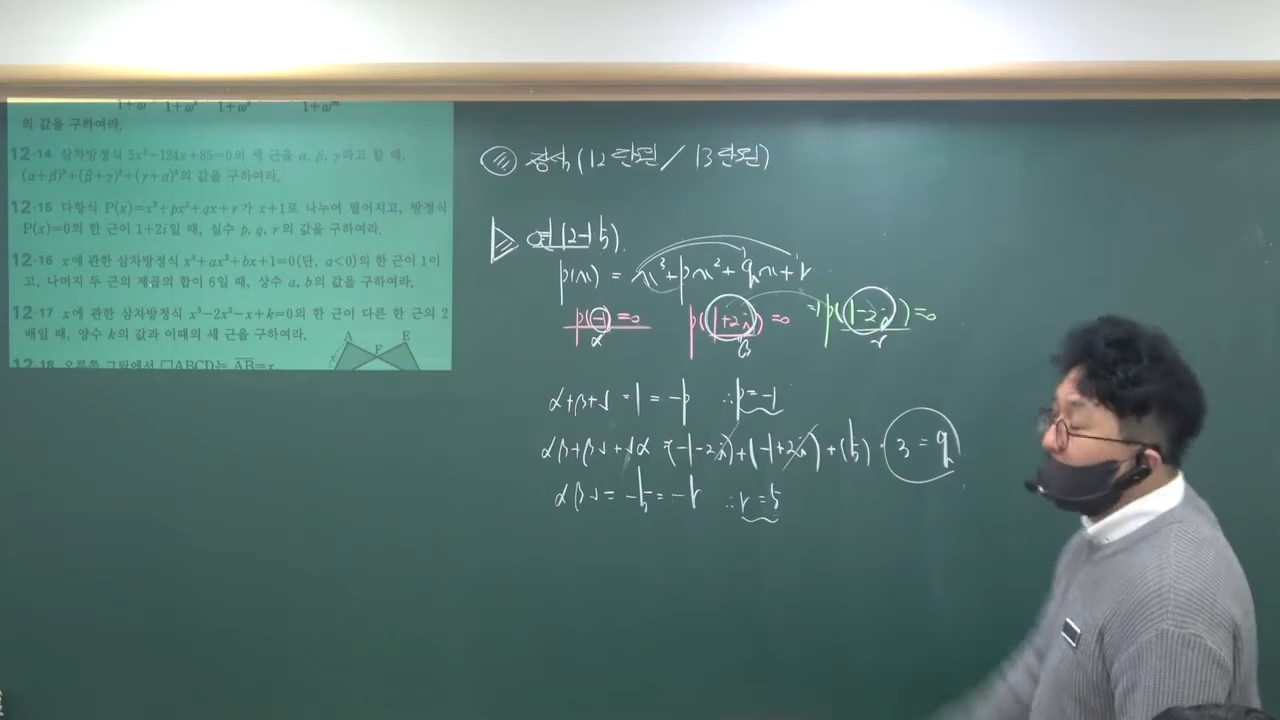 1+ω 1+ω² 1+ω³ 1+ω
의 값을 구하여라.
12-14 삼차방정식 5x³-124x+85=0의 세 근을 α, β, γ라고 할 때,
(α+β)³+(β+γ)³+(γ+α)³의 값을 구하여라.
12-15 다항식 P(x)=x³+px²+qx+r가 x+1로 나누어 떨어지고, 방정식
P(x)=0의 한 근이 1+2i일 때, 실수 p, q, r의 값을 구하여라.
12-16 x에 관한 삼차방정식 x³+ax²+bx+1=0(단, a<0)의 한 근이 1이
고, 나머지 두 근의 제곱의 합이 6일 때, 상수 a, b의 값을 구하여라.
12-17 x에 관한 삼차방정식 x³-2x²-x+k=0의 한 근이 다른 한 근의 2
배일 때, 양수 k의 값과 이때의 세 근을 구하여라.
A F E
12-18 오른쪽 그림에서 □ABCD는 AB=x,
정석(12단원 / 13단원)
12-15).
p(x) = x³+px²+qx+r
p(-1)=0 p(1+2i)=0 p(1-2i)=0
α β γ
α+β+γ = 1 = -p ∴p=-1
αβ+βγ+γα =(-1-2i)+(-1+2i)+(5) = 3 = q
αβγ = -5 = -r ∴r=5